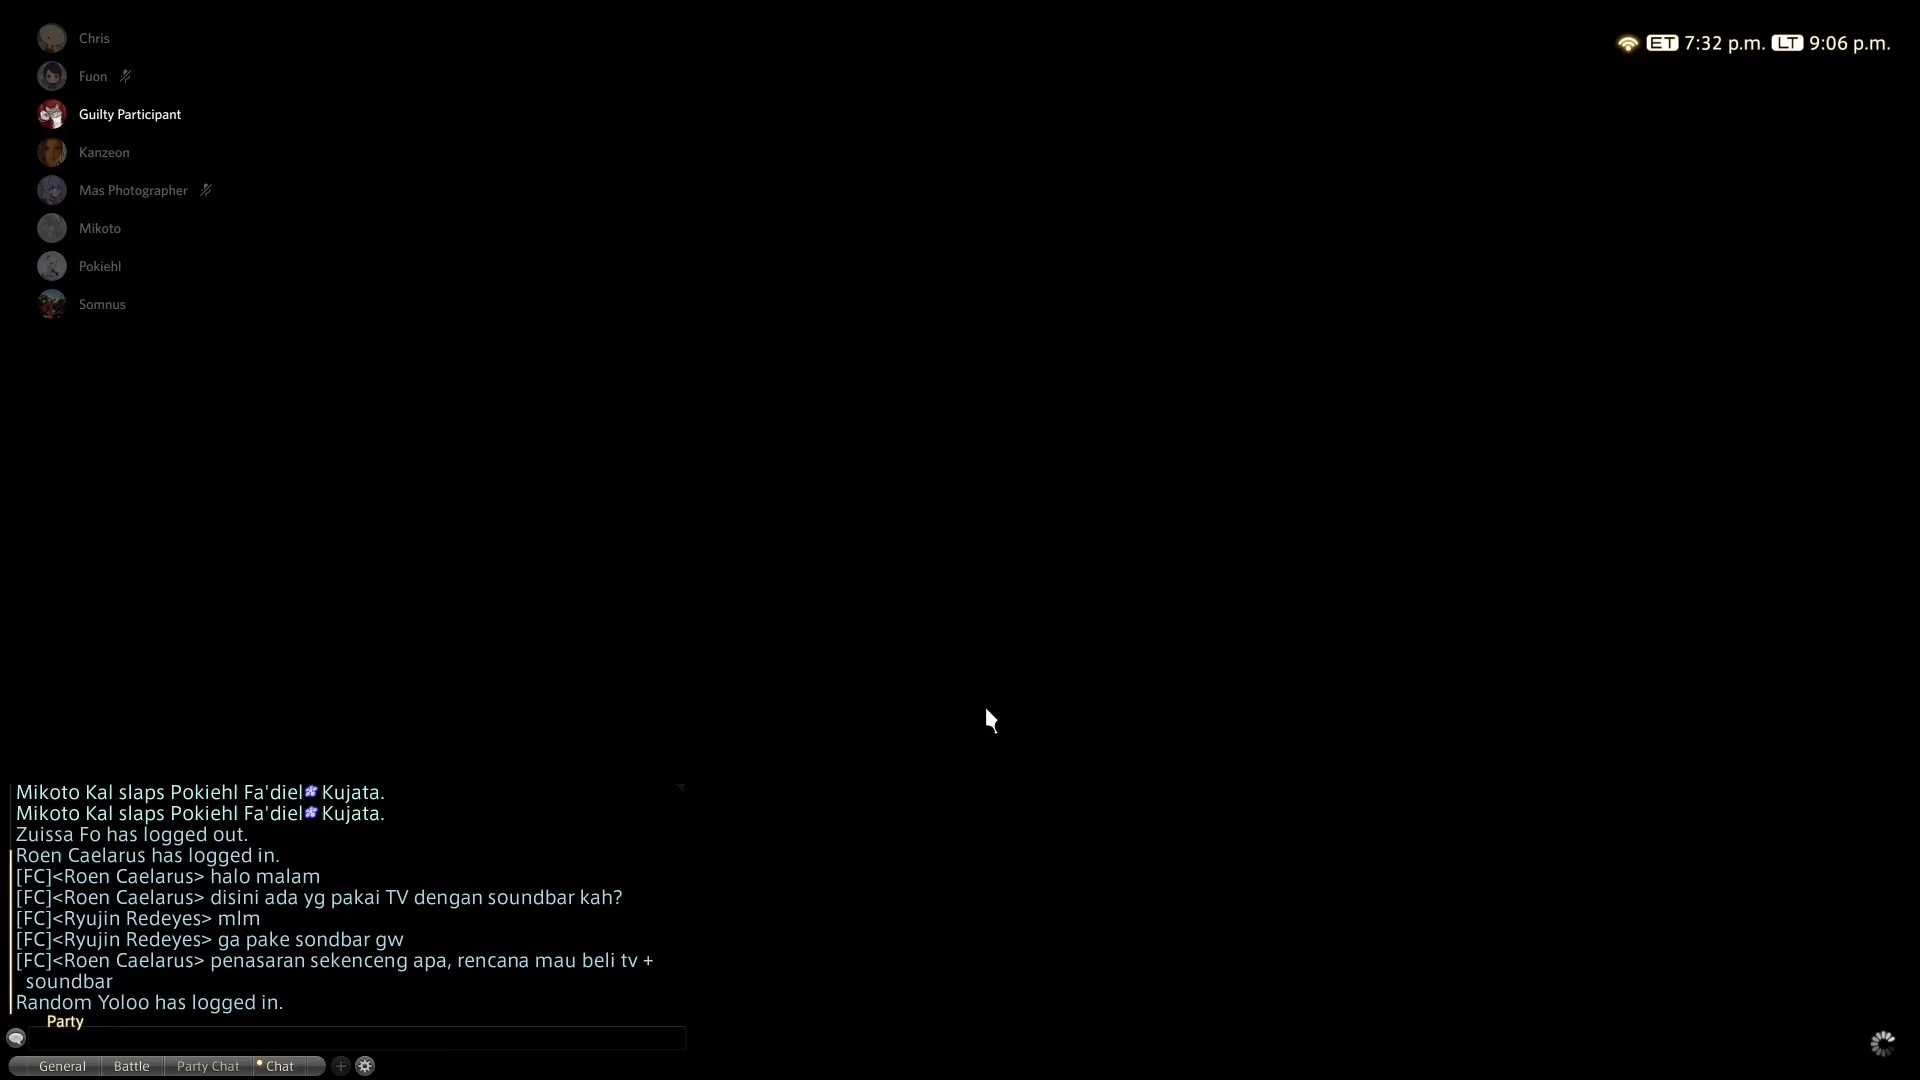 Chris
Fuon
Guilty Participant
Kanzeon
Mas Photographer
Mikoto
Pokiehl
Somnus
ET 7:32 p.m. LT 9:06 p.m.
Mikoto Kal slaps Pokiehl Fa'diel Kujata.
Mikoto Kal slaps Pokiehl Fa'diel Kujata.
Zuissa Fo has logged out.
Roen Caelarus has logged in.
[FC]<Roen Caelarus> halo malam
[FC]<Roen Caelarus> disini ada yg pakai TV dengan soundbar kah?
[FC]<Ryujin Redeyes> mlm
[FC]<Ryujin Redeyes> ga pake sondbar gw
[FC]<Roen Caelarus> penasaran sekenceng apa, rencana mau beli tv +
soundbar
Random Yoloo has logged in.
Party
General Battle Party Chat Chat